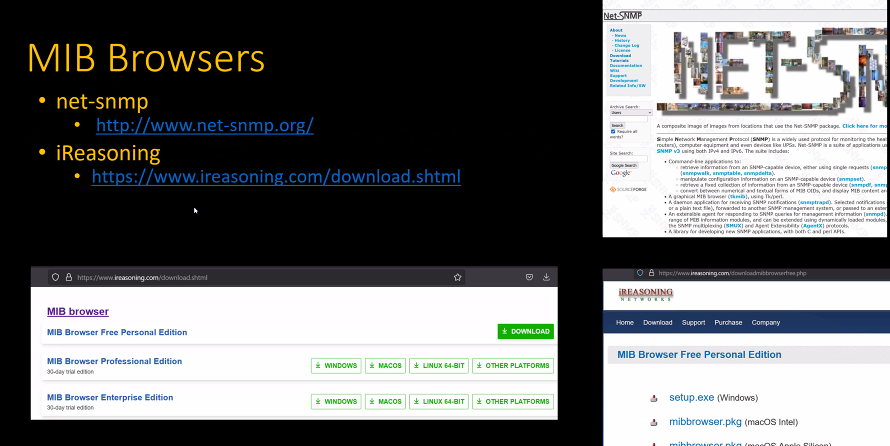 MIB Browsers
• net-snmp
• http://www.net-snmp.org/
• iReasoning
• https://www.ireasoning.com/download.shtml
Net-SNMP
About
- News
- History
- Change Log
- License
Download
Tutorials
Documentation
Wiki
Support
Development
Related Info/SW
Archive Search:
Users
Search
Require all
words?
Site Search:
Google Search
Google
SOURCEFORGE
NET-S
A composite image of images from locations that use the Net-SNMP package. Click here for mo
Simple Network Management Protocol (SNMP) is a widely used protocol for monitoring the hea
routers), computer equipment and even devices like UPSs. Net-SNMP is a suite of applications u
SNMP v3 using both IPv4 and IPv6. The suite includes:
• Command-line applications to:
retrieve information from an SNMP-capable device, either using single requests (snmp
(snmpwalk, snmptable, snmpdelta).
manipulate configuration information on an SNMP-capable device (snmpset).
retrieve a fixed collection of information from an SNMP-capable device (snmpdf, snm
convert between numerical and textual forms of MIB OIDs, and display MIB content an
• A graphical MIB browser (tkmib), using Tk/perl.
• A daemon application for receiving SNMP notifications (snmptrapd). Selected notifications
or a plain text file), forwarded to another SNMP management system, or passed to an exter
• An extensible agent for responding to SNMP queries for management information (snmpd).
range of MIB information modules, and can be extended using dynamically loaded modules,
the SNMP multiplexing (SMUX) and Agent Extensibility (AgentX) protocols.
• A library for developing new SNMP applications, with both C and perl APIs.
https://www.ireasoning.com/download.shtml
MIB browser
MIB Browser Free Personal Edition
DOWNLOAD
MIB Browser Professional Edition
30-day trial edition
WINDOWS MACOS LINUX 64-BIT OTHER PLATFORMS
MIB Browser Enterprise Edition
30-day trial edition
WINDOWS MACOS LINUX 64-BIT OTHER PLATFORMS
https://www.ireasoning.com/downloadmibbrowserfree.php
iREASONING
NETWORKS
Home Download Support Purchase Company
MIB Browser Free Personal Edition
setup.exe (Windows)
mibbrowser.pkg (macOS Intel)
mibbrowser.pkg (macOS Apple Silicon)